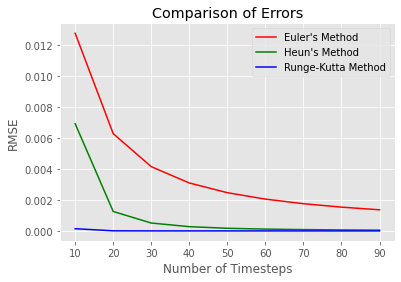 Comparison of Errors
Euler's Method
Heun's Method
Runge-Kutta Method
RMSE
0.012
0.010
0.008
0.006
0.004
0.002
0.000
10 20 30 40 50 60 70 80 90
Number of Timesteps